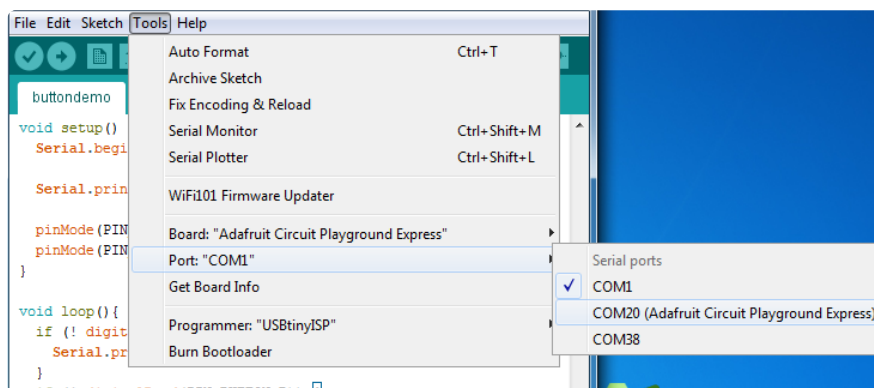 File Edit Sketch Tools Help
Auto Format Ctrl+T
Archive Sketch
Fix Encoding & Reload
Serial Monitor Ctrl+Shift+M
Serial Plotter Ctrl+Shift+L
WiFi101 Firmware Updater
Board: "Adafruit Circuit Playground Express"
Port: "COM1"
Get Board Info
Programmer: "USBtinyISP"
Burn Bootloader
Serial ports
COM1
COM20 (Adafruit Circuit Playground Express)
COM38
buttondemo
void setup()
Serial.begi
Serial.prin
pinMode(PIN
pinMode(PIN
}
void loop(){
if (! digit
Serial.pr
}